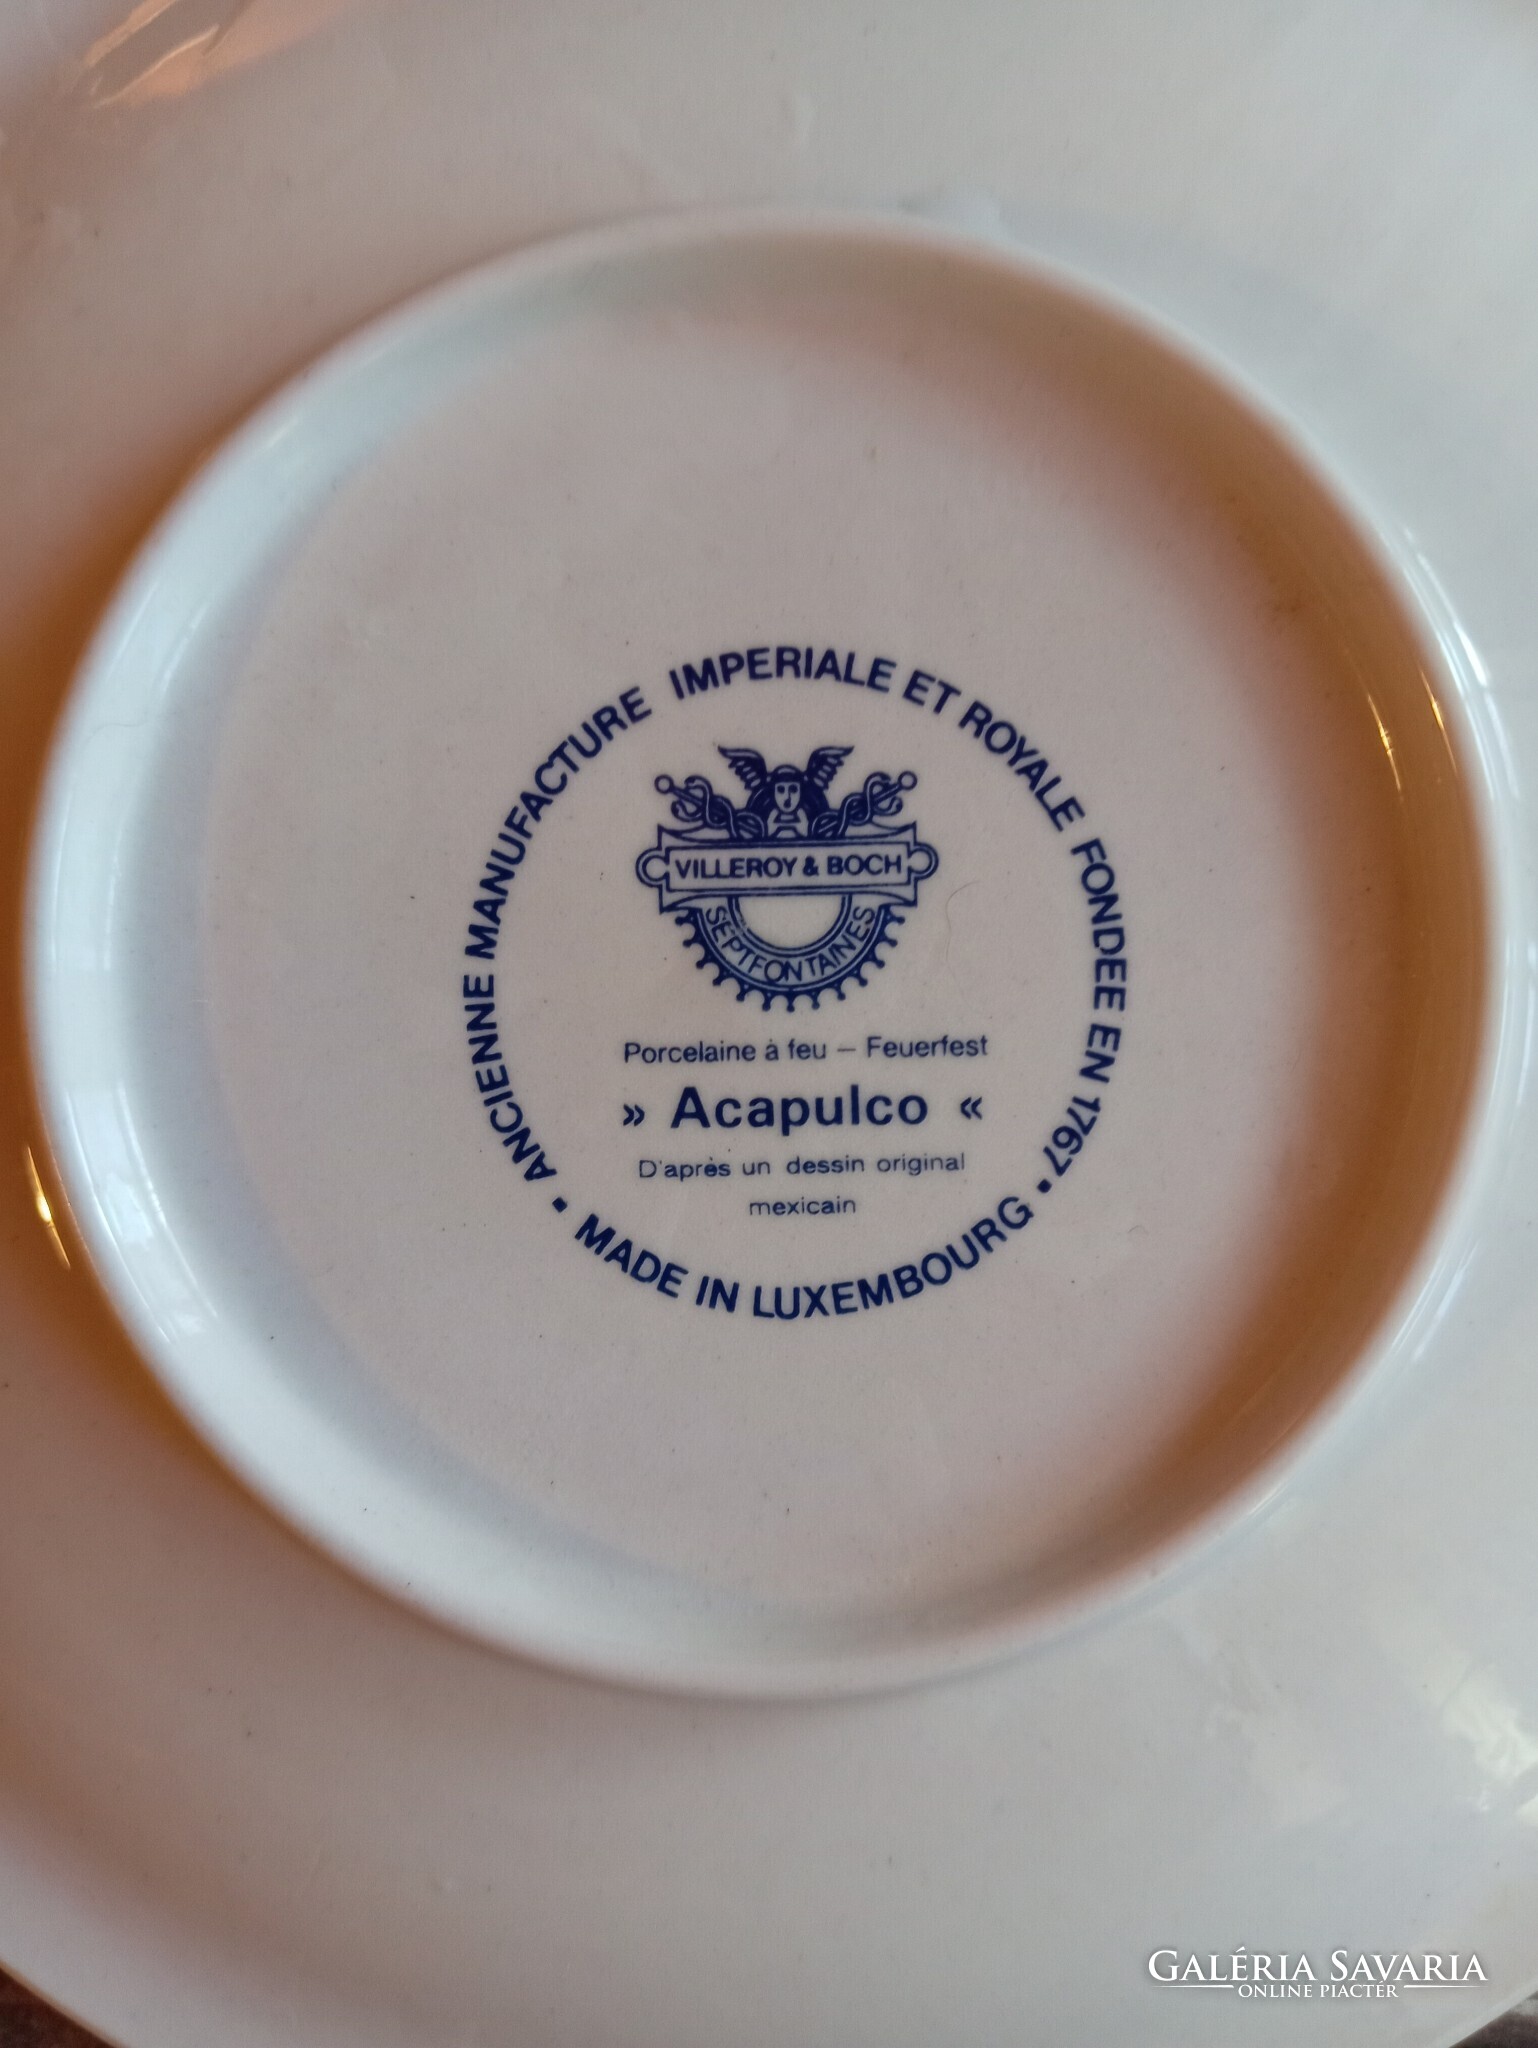 ANCIENNE MANUFACTURE IMPERIALE ET ROYALE FONDEE EN 1767 •
VILLEROY & BOCH
SEPTFONTAINES
Porcelaine à feu – Feuerfest
» Acapulco «
D'après un dessin original
mexicain
• MADE IN LUXEMBOURG
GALÉRIA SAVARIA
ONLINE PIACTÉR